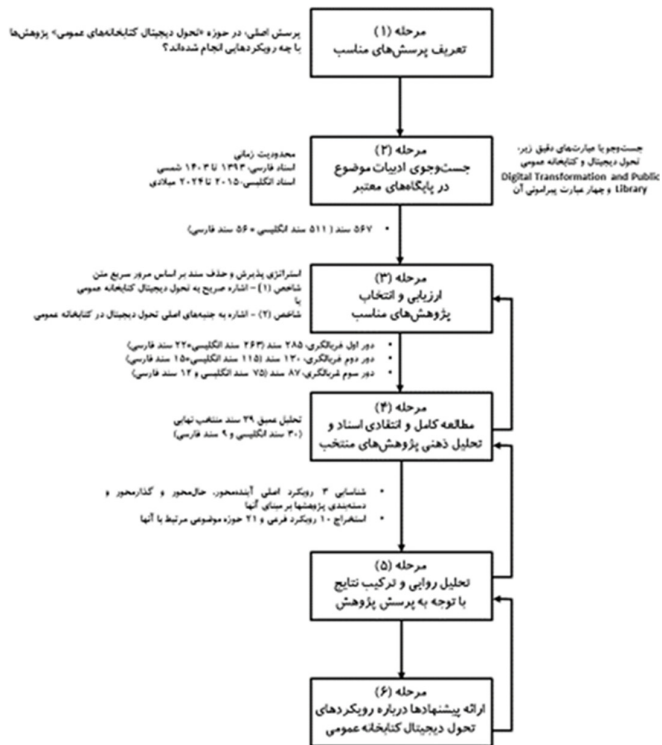 مرحله (۱)
تعریف پرسش‌های مناسب
پرسش اصلی: در حوزه «تحول دیجیتال کتابخانه‌های عمومی» پژوهش‌ها
با چه رویکردهایی انجام شده‌اند؟
مرحله (۲)
جست‌وجوی ادبیات موضوع
در پایگاه‌های معتبر
جست‌وجو با عبارت‌های دقیق زیر:
تحول دیجیتال و کتابخانه عمومی
Digital Transformation and Public
Library و چهار عبارت پیرامونی آن
محدودیت زمانی
اسناد فارسی: ۱۳۹۳ تا ۱۴۰۳ شمسی
اسناد انگلیسی: ۲۰۱۵ تا ۲۰۲۴ میلادی
• ۵۶۷ سند (۵۱۱ سند انگلیسی + ۵۶ سند فارسی)
مرحله (۳)
ارزیابی و انتخاب
پژوهش‌های مناسب
استراتژی پذیرش و حذف سند بر اساس مرور سریع متن
شاخص (۱) – اشاره صریح به تحول دیجیتال کتابخانه عمومی
یا
شاخص (۲) – اشاره به جنبه‌های اصلی تحول دیجیتال در کتابخانه عمومی
• دور اول غربالگری: ۲۸۵ سند (۲۶۳ سند انگلیسی+۲۲ سند فارسی)
• دور دوم غربالگری: ۱۳۰ سند (۱۱۵ سند انگلیسی+۱۵ سند فارسی)
• دور سوم غربالگری: ۸۷ سند (۷۵ سند انگلیسی و ۱۲ سند فارسی)
مرحله (۴)
مطالعه کامل و انتقادی اسناد و
تحلیل ذهنی پژوهش‌های منتخب
تحلیل عمیق ۳۹ سند منتخب نهایی
(۳۰ سند انگلیسی و ۹ سند فارسی)
• شناسایی ۳ رویکرد اصلی آینده‌محور، حال‌محور و گذارمحور و
دسته‌بندی پژوهشها بر مبنای آنها
• استخراج ۱۰ رویکرد فرعی و ۲۱ حوزه موضوعی مرتبط با آنها
مرحله (۵)
تحلیل روایی و ترکیب نتایج
با توجه به پرسش پژوهش
مرحله (۶)
ارائه پیشنهادها درباره رویکردهای
تحول دیجیتال کتابخانه عمومی